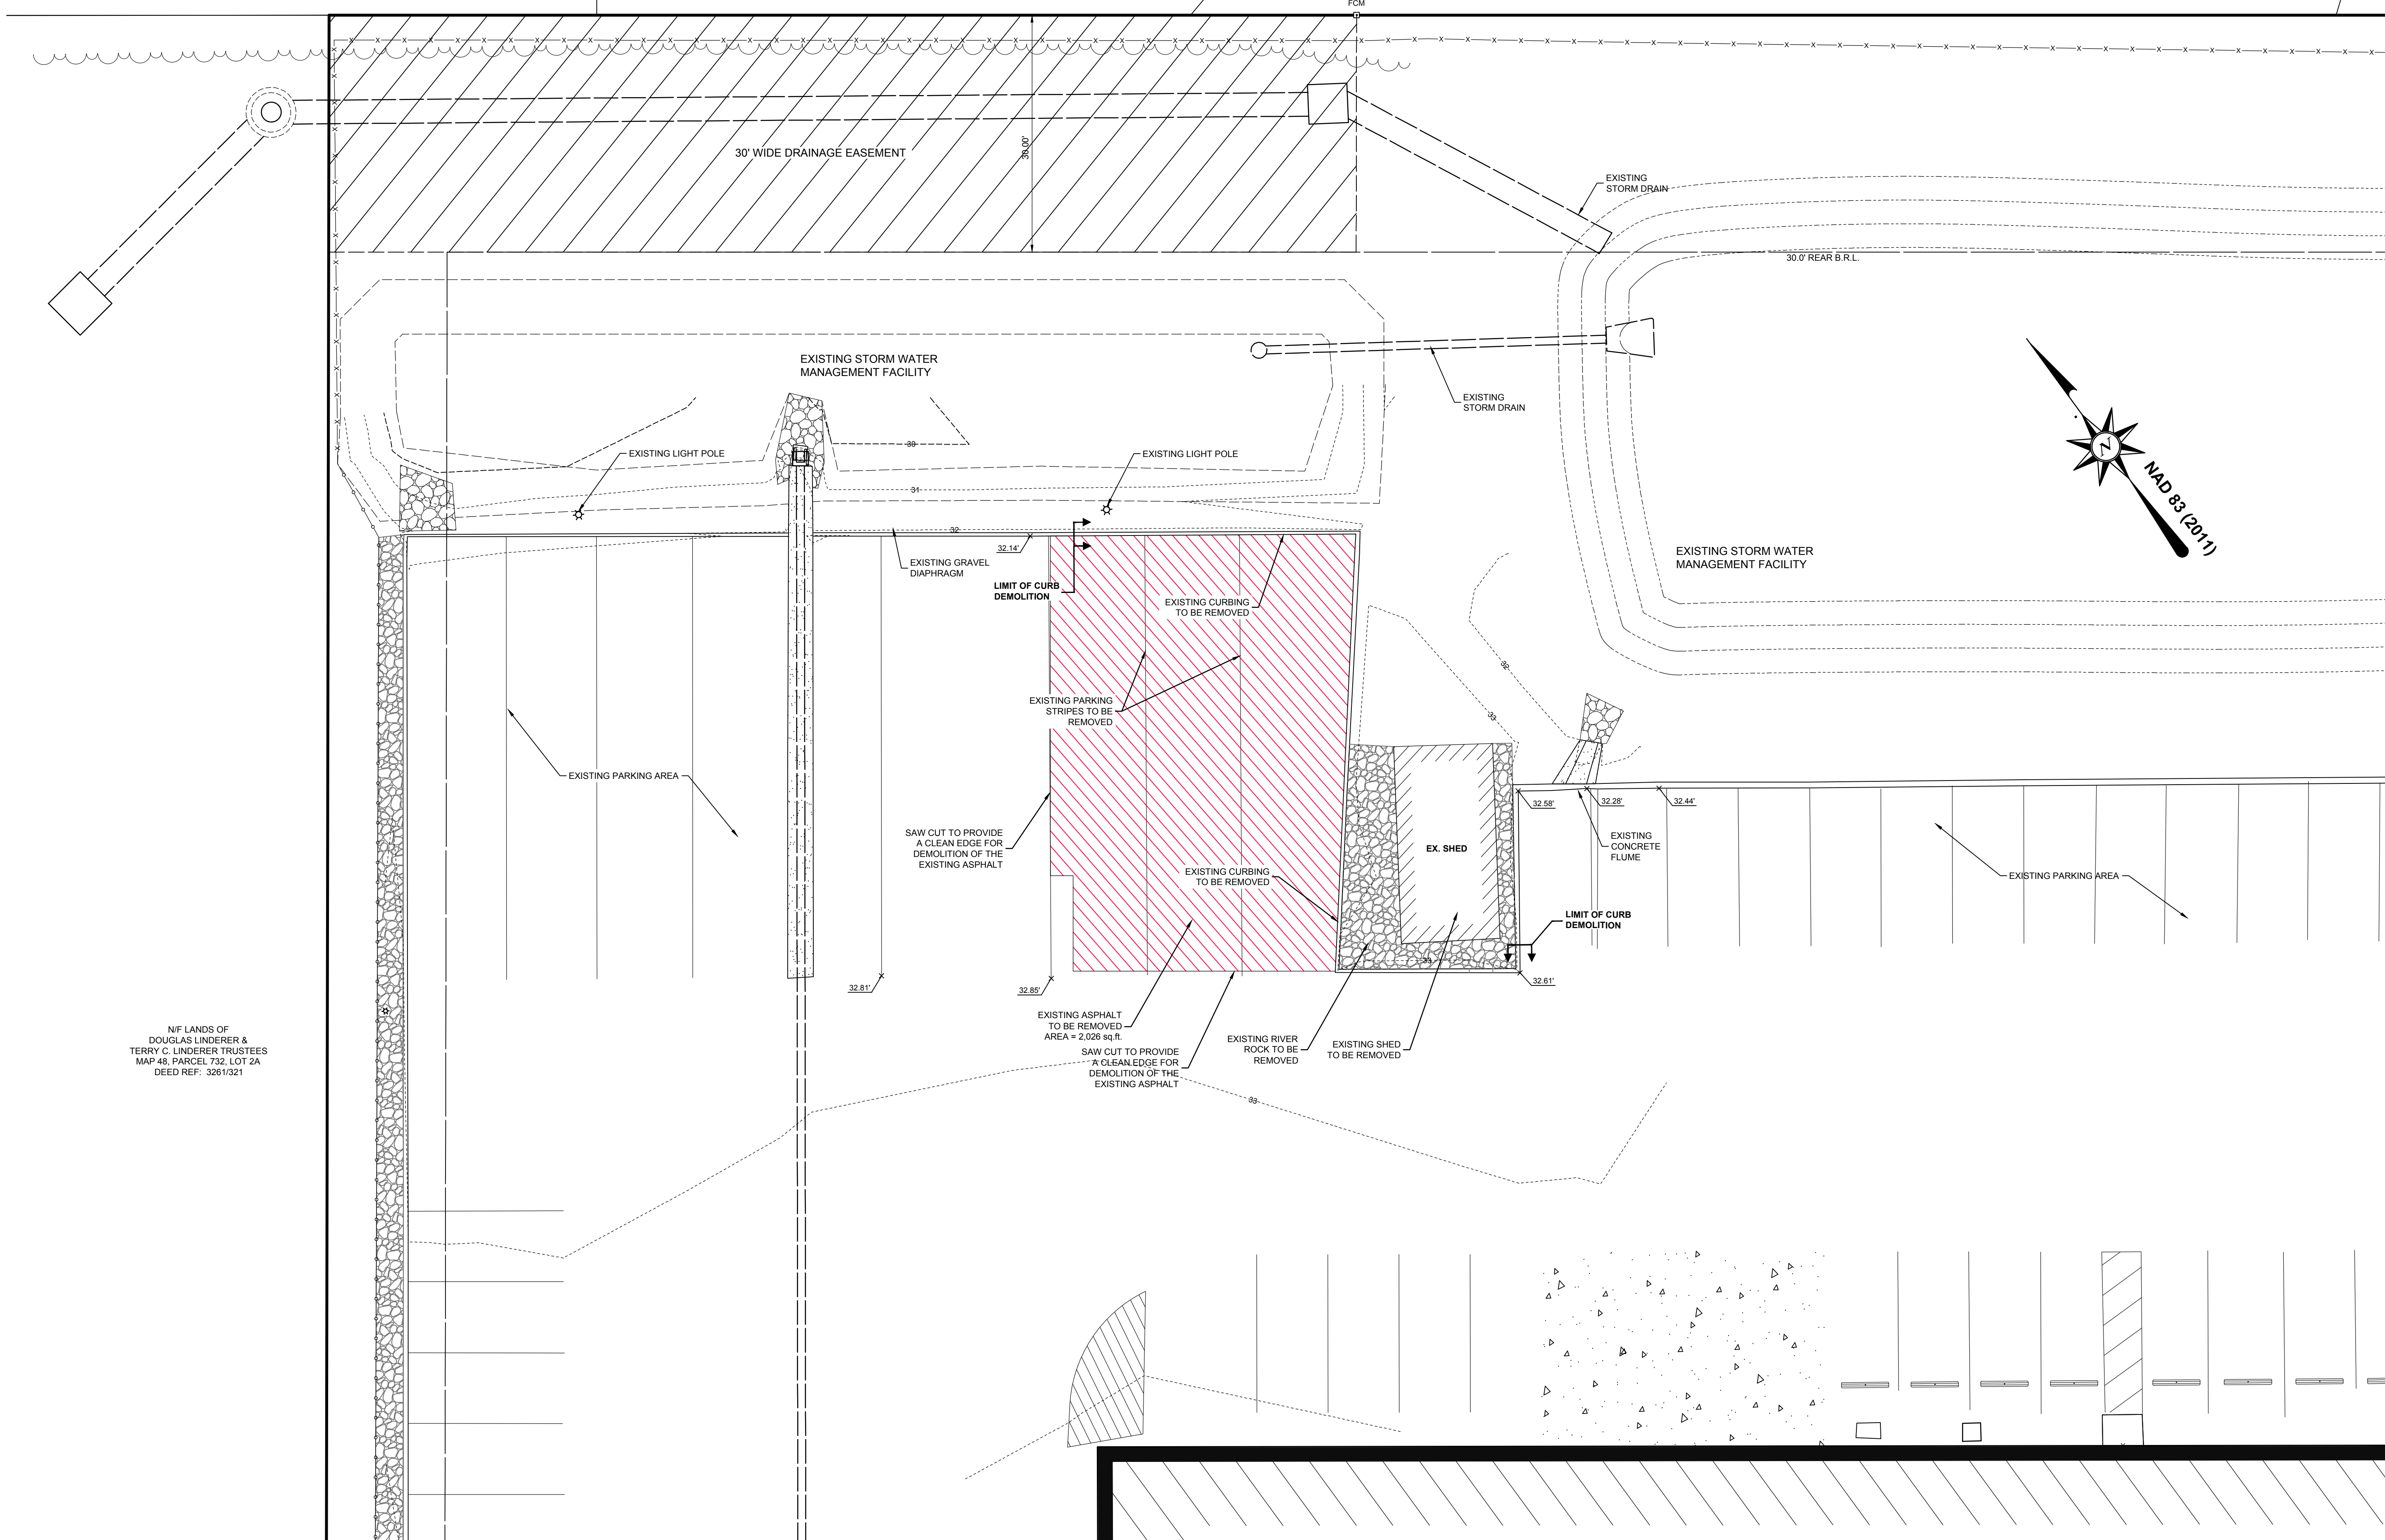 FCM
30' WIDE DRAINAGE EASEMENT
30.00'
EXISTING
STORM DRAIN
30.0' REAR B.R.L.
EXISTING STORM WATER
MANAGEMENT FACILITY
EXISTING
STORM DRAIN
N
NAD 83 (2011)
EXISTING LIGHT POLE
30
EXISTING LIGHT POLE
31
32
32.14'
EXISTING GRAVEL
DIAPHRAGM
LIMIT OF CURB
DEMOLITION
EXISTING CURBING
TO BE REMOVED
EXISTING STORM WATER
MANAGEMENT FACILITY
32
33
EXISTING PARKING
STRIPES TO BE
REMOVED
EXISTING PARKING AREA
SAW CUT TO PROVIDE
A CLEAN EDGE FOR
DEMOLITION OF THE
EXISTING ASPHALT
32.58'
32.28'
32.44'
EX. SHED
EXISTING
CONCRETE
FLUME
EXISTING CURBING
TO BE REMOVED
EXISTING PARKING AREA
LIMIT OF CURB
DEMOLITION
33
32.81'
32.85'
32.61'
EXISTING ASPHALT
TO BE REMOVED
AREA = 2,026 sq.ft.
SAW CUT TO PROVIDE
A CLEAN EDGE FOR
DEMOLITION OF THE
EXISTING ASPHALT
EXISTING RIVER
ROCK TO BE
REMOVED
EXISTING SHED
TO BE REMOVED
N/F LANDS OF
DOUGLAS LINDERER &
TERRY C. LINDERER TRUSTEES
MAP 48, PARCEL 732, LOT 2A
DEED REF: 3261/321
33